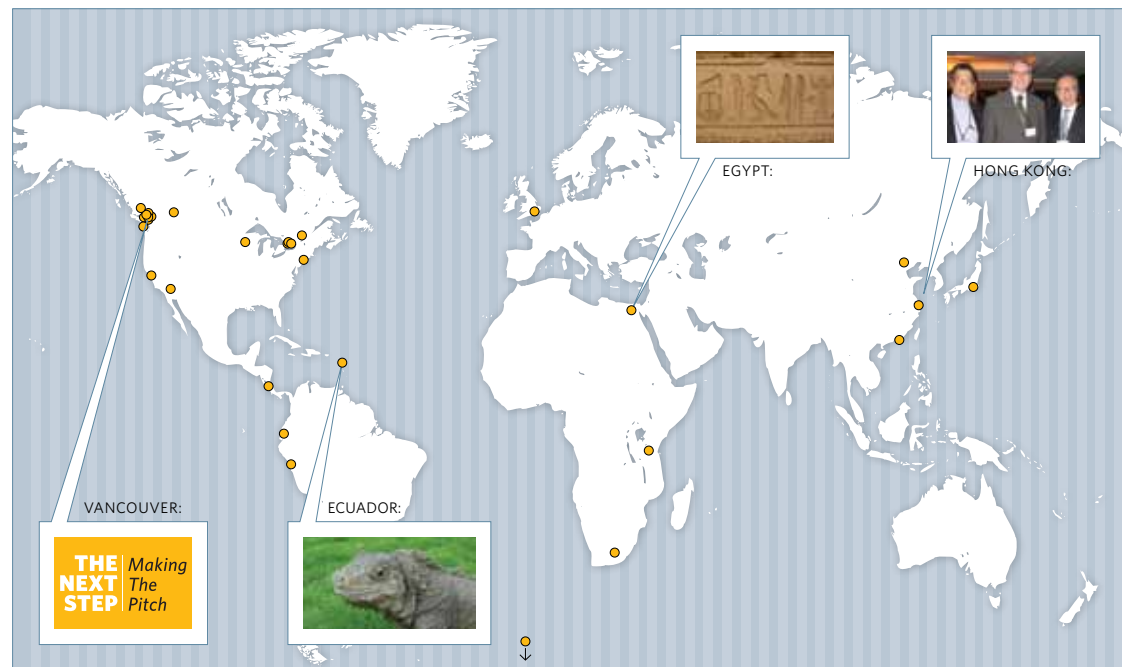 EGYPT:
HONG KONG:
VANCOUVER:
ECUADOR:
THE
NEXT
STEP
Making
The
Pitch